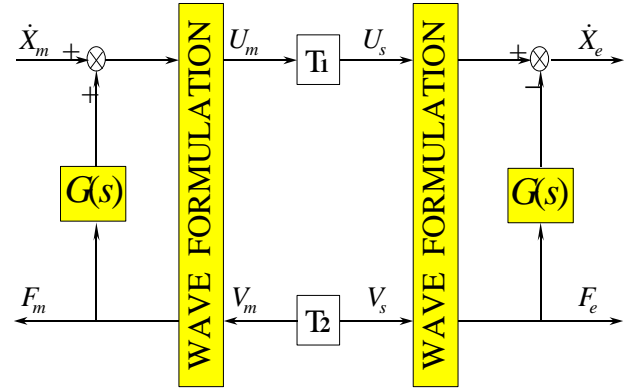 Ẋm + + WAVE FORMULATION Um T1 Us WAVE FORMULATION + − Ẋe
G(s) G(s)
Fm Vm T2 Vs Fe